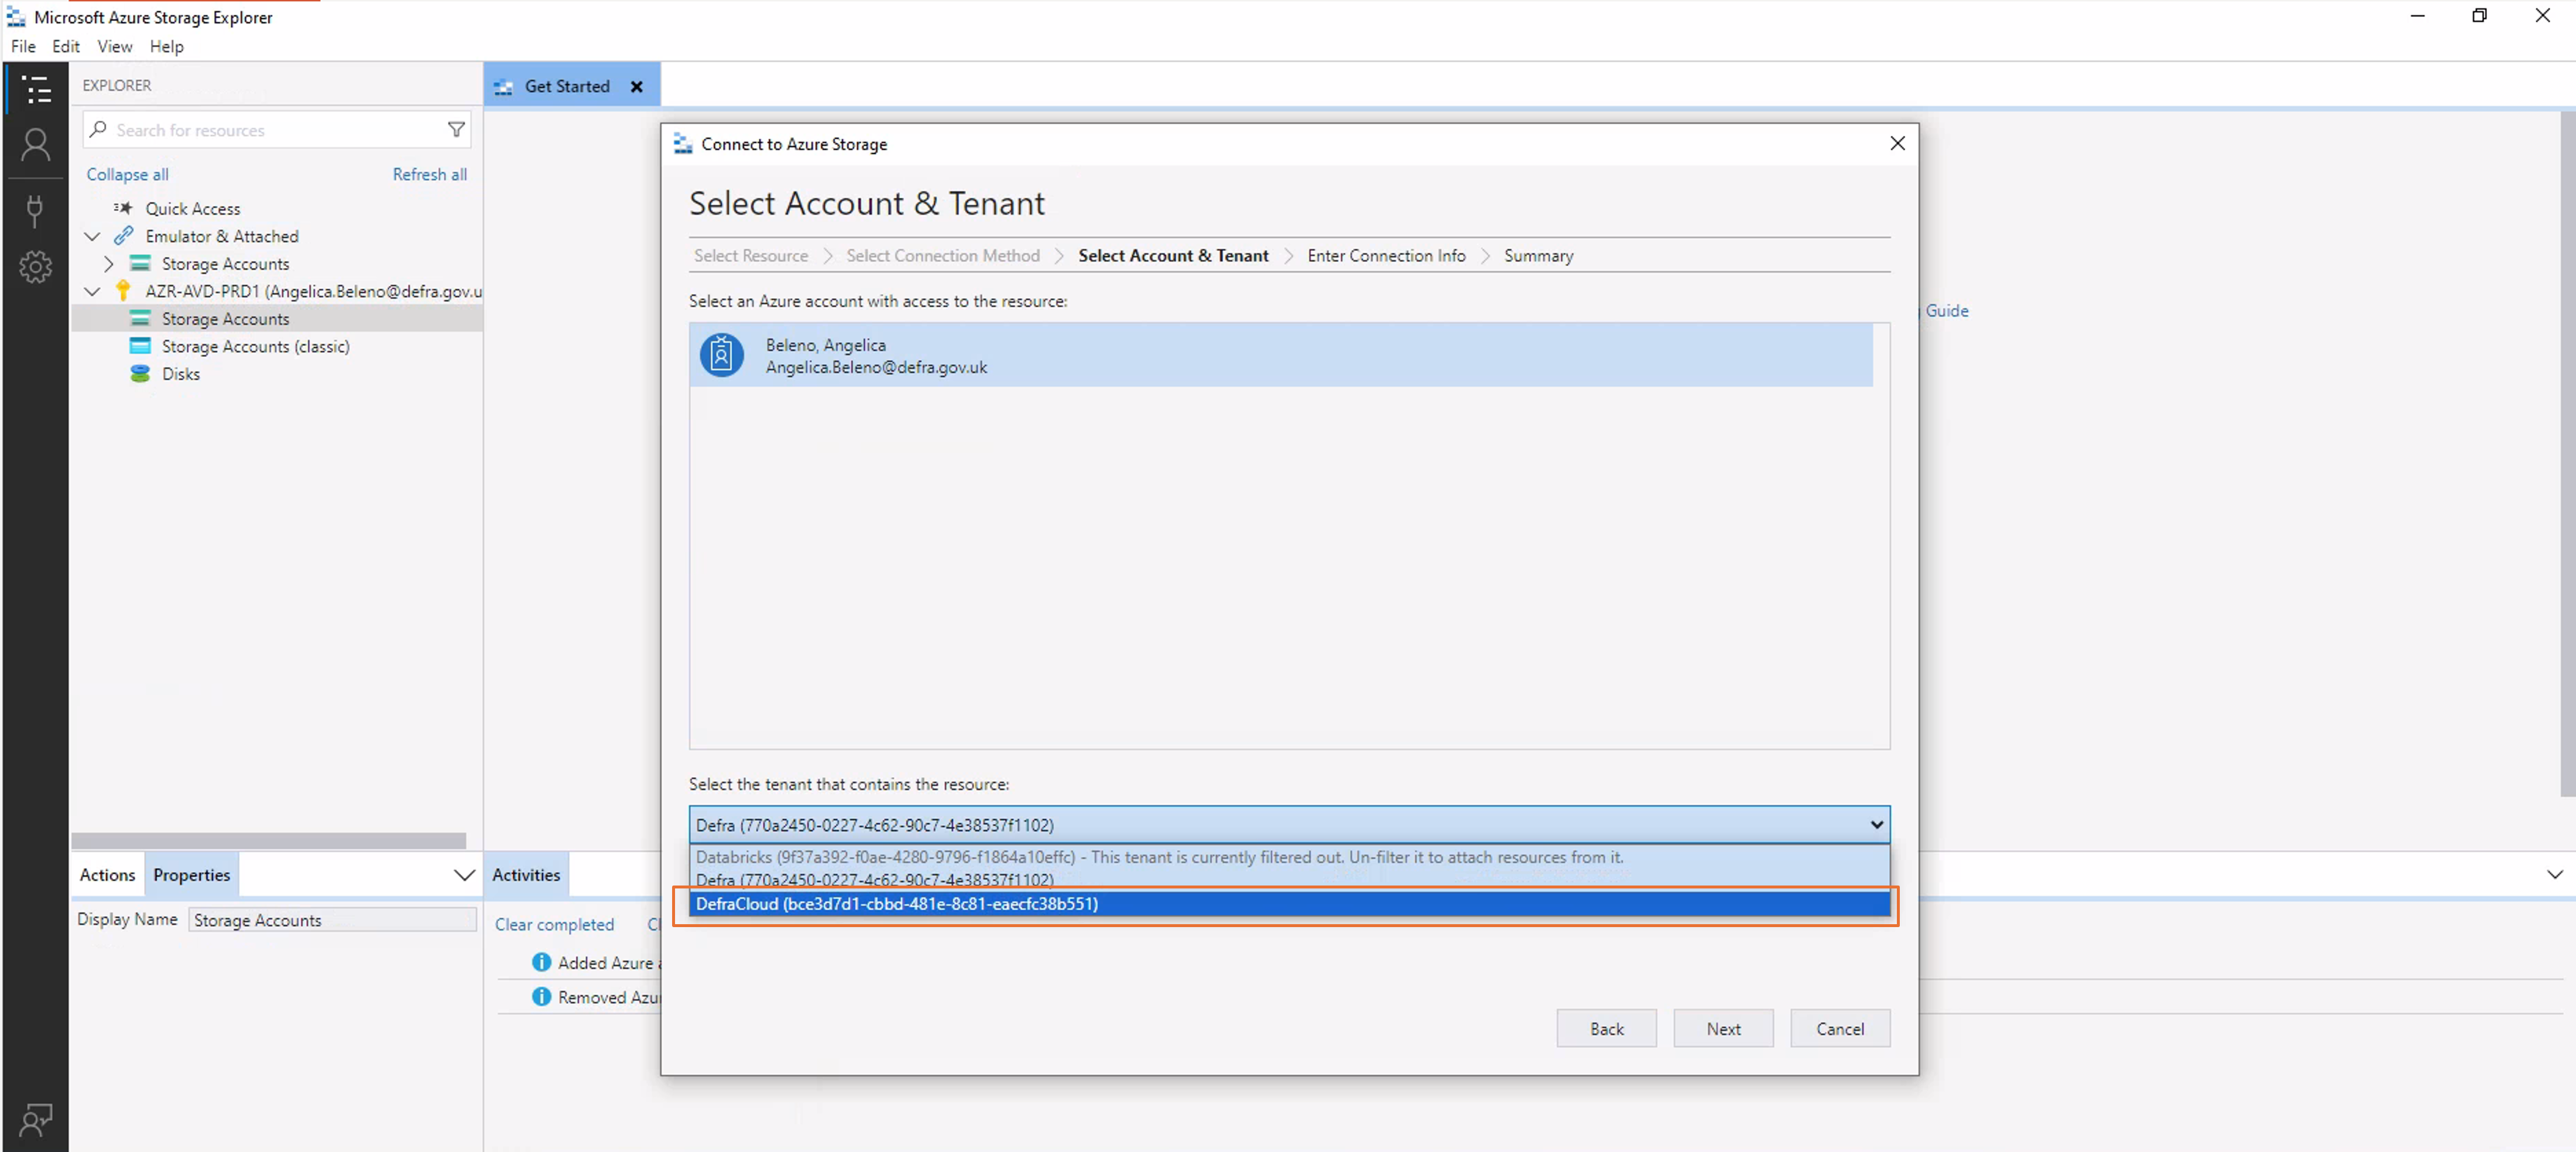 Microsoft Azure Storage Explorer
File Edit View Help
EXPLORER
Search for resources
Collapse all Refresh all
Quick Access
Emulator & Attached
Storage Accounts
AZR-AVD-PRD1 (Angelica.Beleno@defra.gov.u
Storage Accounts
Storage Accounts (classic)
Disks
Actions Properties
Display Name Storage Accounts
Get Started
Guide
Connect to Azure Storage
Select Account & Tenant
Select Resource Select Connection Method Select Account & Tenant Enter Connection Info Summary
Select an Azure account with access to the resource:
Beleno, Angelica
Angelica.Beleno@defra.gov.uk
Select the tenant that contains the resource:
Defra (770a2450-0227-4c62-90c7-4e38537f1102)
Databricks (9f37a392-f0ae-4280-9796-f1864a10effc) - This tenant is currently filtered out. Un-filter it to attach resources from it.
Defra (770a2450-0227-4c62-90c7-4e38537f1102)
DefraCloud (bce3d7d1-cbbd-481e-8c81-eaecfc38b551)
Back Next Cancel
Activities
Clear completed
Added Azure
Removed Azu